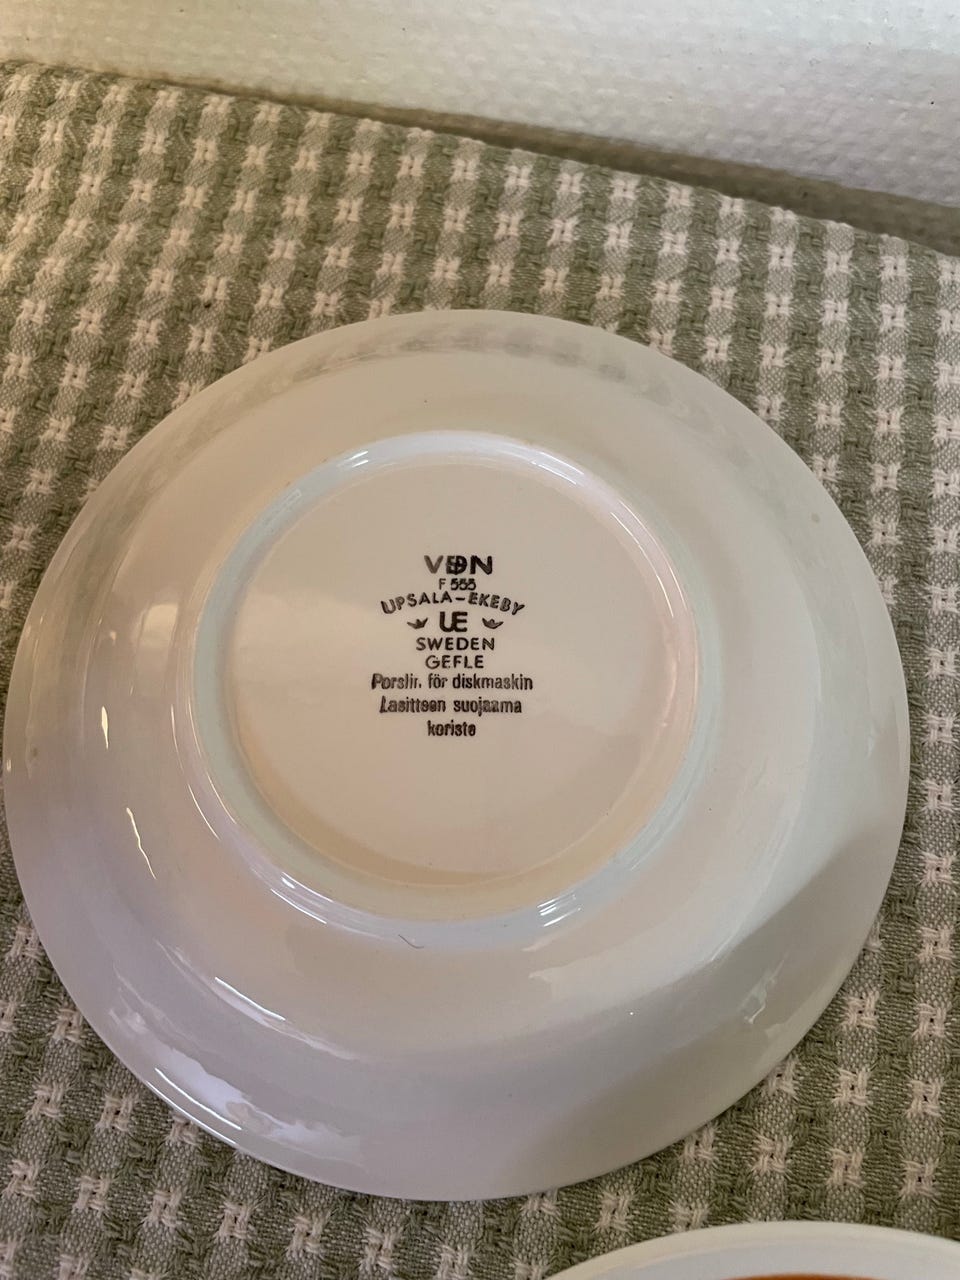 VDN
F 555
UPSALA-EKEBY
UE
SWEDEN
GEFLE
Porslin för diskmaskin
Lasitteen suojaama
koriste